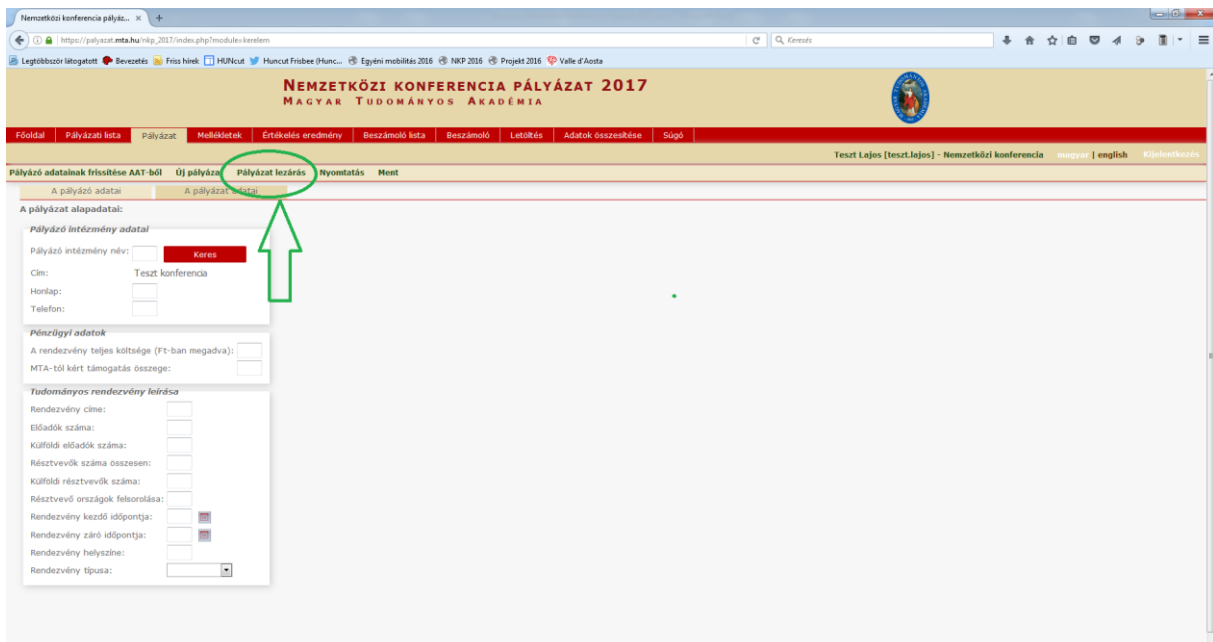 Nemzetközi konferencia pályáz... × +
https://palyazat.mta.hu/nkp_2017/index.php?module=kerelem
Keresés
Legtöbbször látogatott Bevezetés Friss hírek HUNcut Huncut Frisbee (Hunc... Egyéni mobilitás 2016 NKP 2016 Projekt 2016 Valle d'Aosta
NEMZETKÖZI KONFERENCIA PÁLYÁZAT 2017
MAGYAR TUDOMÁNYOS AKADÉMIA
Főoldal Pályázati lista Pályázat Mellékletek Értékelés eredmény Beszámoló lista Beszámoló Letöltés Adatok összesítése Súgó
Teszt Lajos [teszt.lajos] - Nemzetközi konferencia magyar | english Kijelentkezés
Pályázó adatainak frissítése AAT-ből Új pályáza Pályázat lezárás Nyomtatás Ment
A pályázó adatai A pályázat adatai
A pályázat alapadatai:
Pályázó intézmény adatai
Pályázó intézmény név: Keres
Cím: Teszt konferencia
Honlap:
Telefon:
Pénzügyi adatok
A rendezvény teljes költsége (Ft-ban megadva):
MTA-tól kért támogatás összege:
Tudományos rendezvény leírása
Rendezvény címe:
Előadók száma:
Külföldi előadók száma:
Résztvevők száma összesen:
Külföldi résztvevők száma:
Résztvevő országok felsorolása:
Rendezvény kezdő időpontja:
Rendezvény záró időpontja:
Rendezvény helyszíne:
Rendezvény típusa: